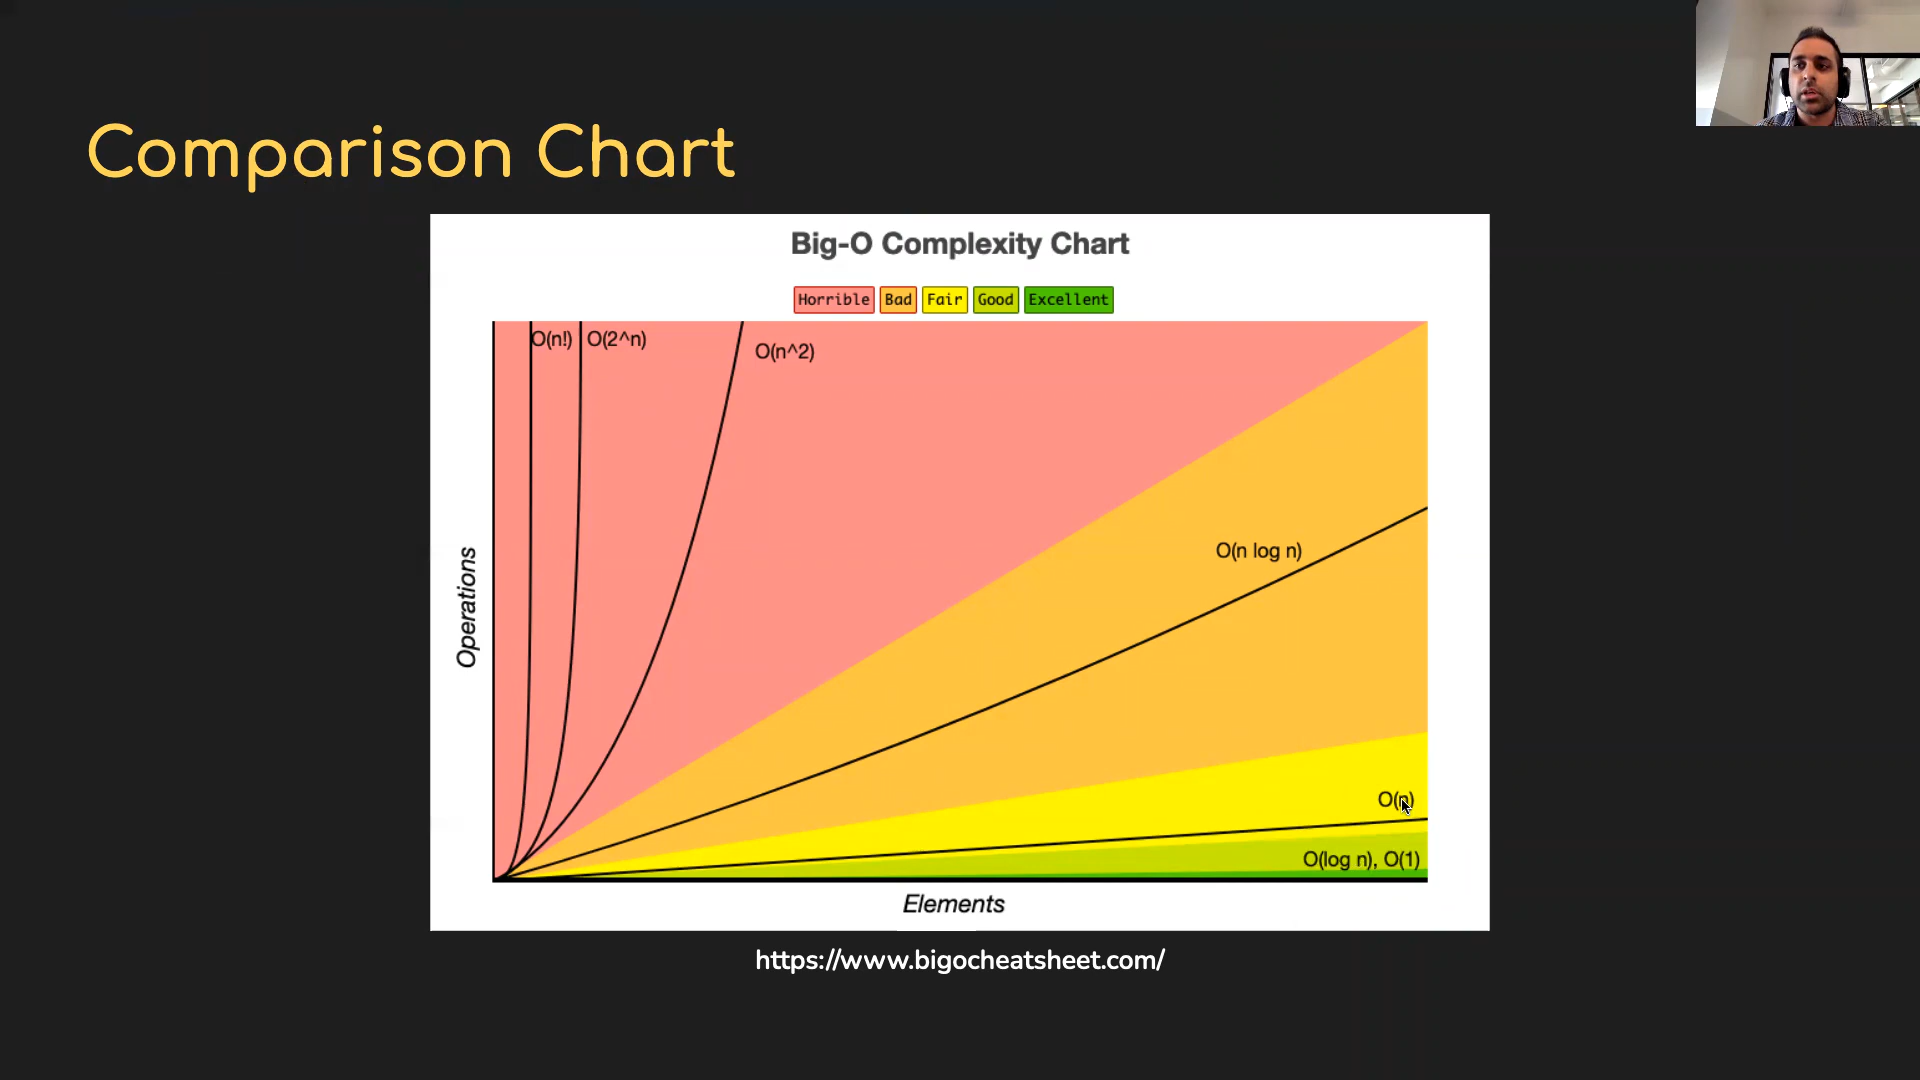 Comparison Chart
Big-O Complexity Chart
Horrible Bad Fair Good Excellent
O(n!) O(2^n)
O(n^2)
O(n log n)
Operations
O(n)
O(log n), O(1)
Elements
https://www.bigocheatsheet.com/